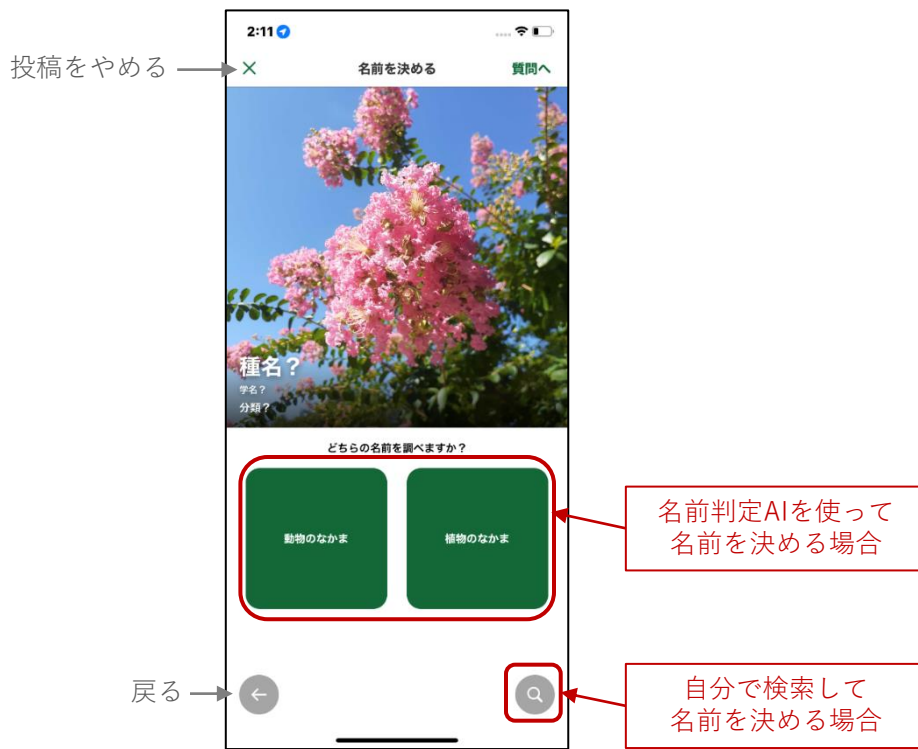 2:11
投稿をやめる
名前を決める
質問へ
種名？
学名？
分類？
どちらの名前を調べますか？
動物のなかま
植物のなかま
名前判定AIを使って
名前を決める場合
戻る
自分で検索して
名前を決める場合